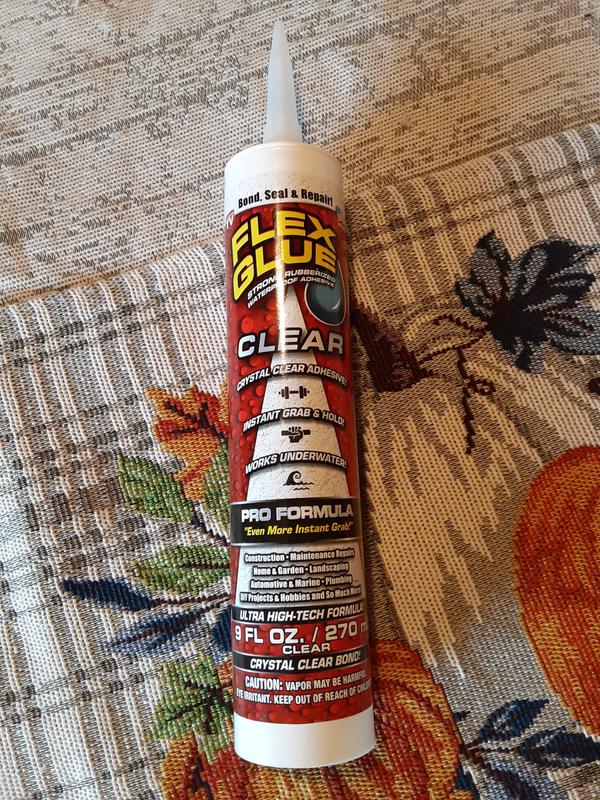 Bond, Seal & Repair!
FLEX
GLUE
STRONG RUBBERIZED
WATERPROOF ADHESIVE
CLEAR
CRYSTAL CLEAR ADHESIVE!
INSTANT GRAB & HOLD!
WORKS UNDERWATER!
PRO FORMULA
"Even More Instant Grab!"
Construction • Maintenance Repairs
Home & Garden • Landscaping
Automotive & Marine • Plumbing
DIY Projects & Hobbies and So Much More!
ULTRA HIGH-TECH FORMULA!
9 FL OZ. / 270 m
CLEAR
CRYSTAL CLEAR BOND!
CAUTION: VAPOR MAY BE HARMFUL
EYE IRRITANT. KEEP OUT OF REACH OF